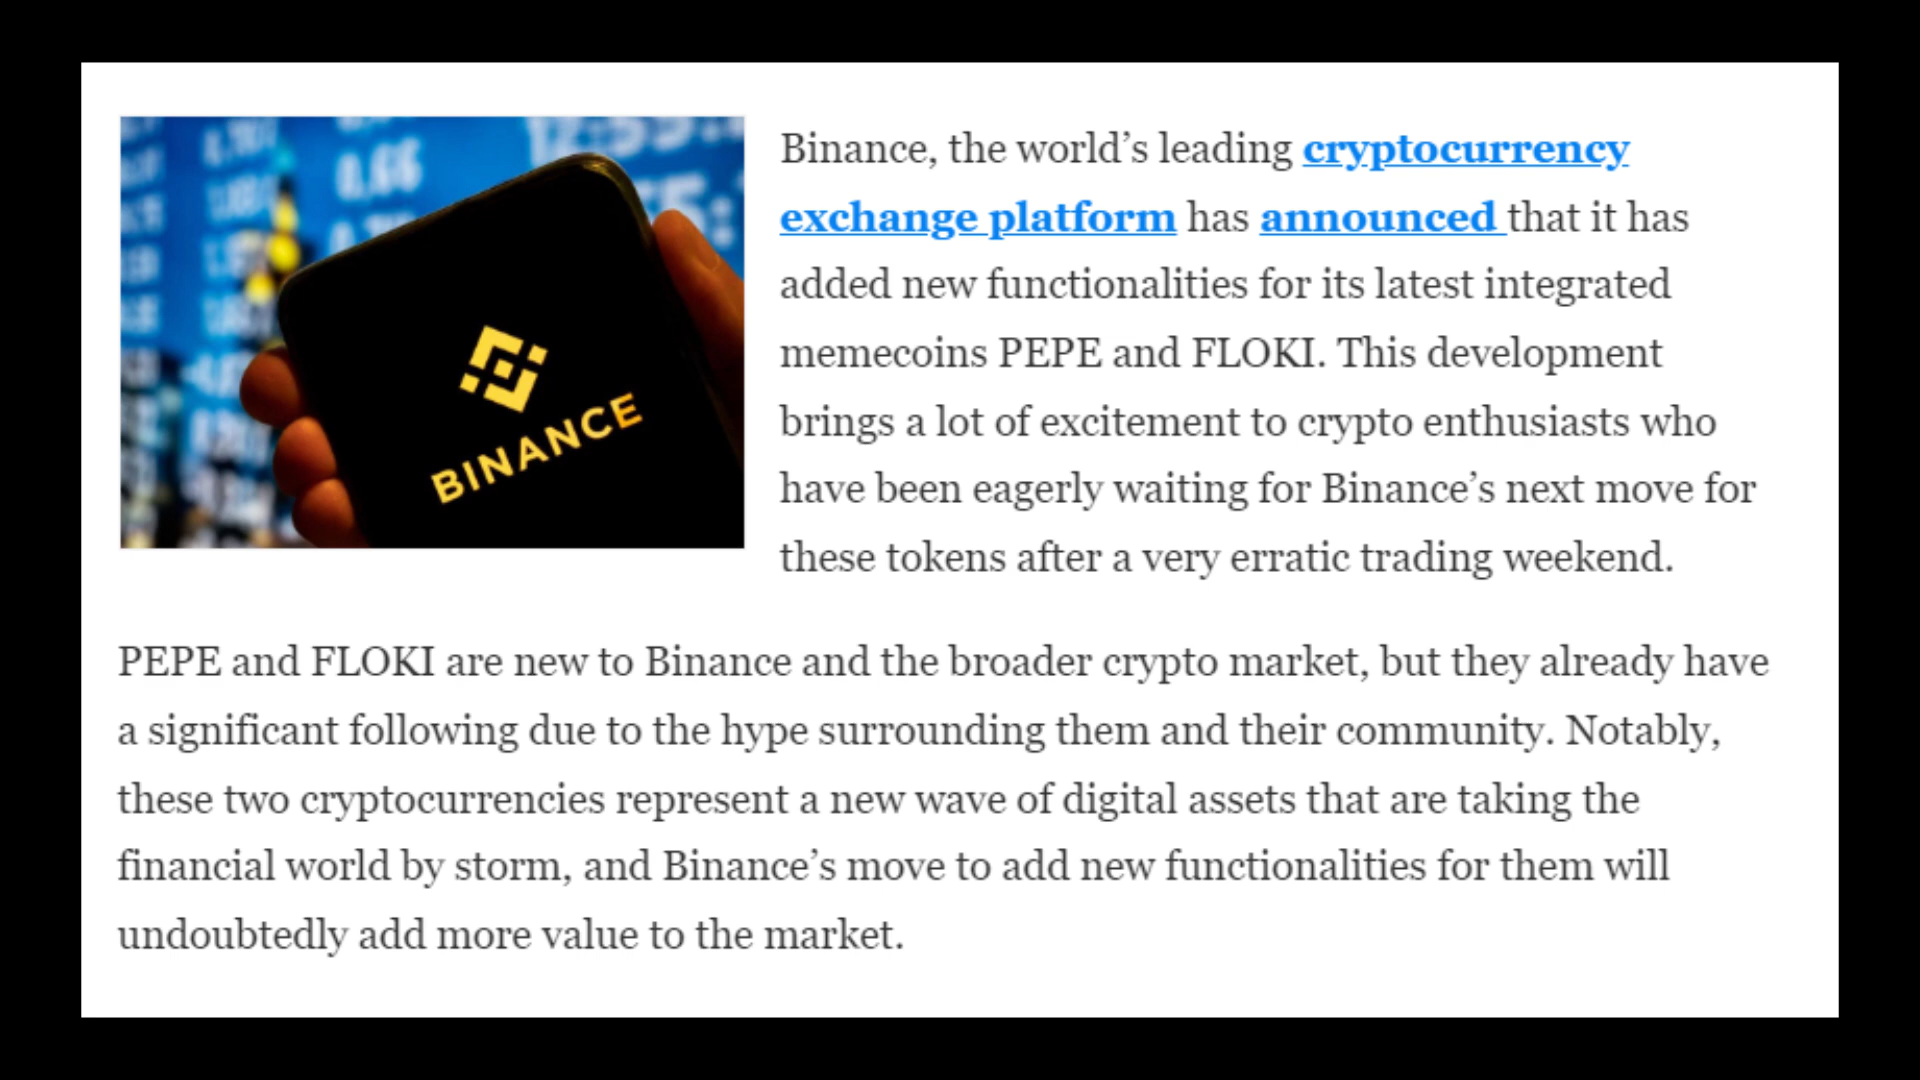 BINANCE
Binance, the world’s leading cryptocurrency
exchange platform has announced that it has
added new functionalities for its latest integrated
memecoins PEPE and FLOKI. This development
brings a lot of excitement to crypto enthusiasts who
have been eagerly waiting for Binance’s next move for
these tokens after a very erratic trading weekend.
PEPE and FLOKI are new to Binance and the broader crypto market, but they already have
a significant following due to the hype surrounding them and their community. Notably,
these two cryptocurrencies represent a new wave of digital assets that are taking the
financial world by storm, and Binance’s move to add new functionalities for them will
undoubtedly add more value to the market.